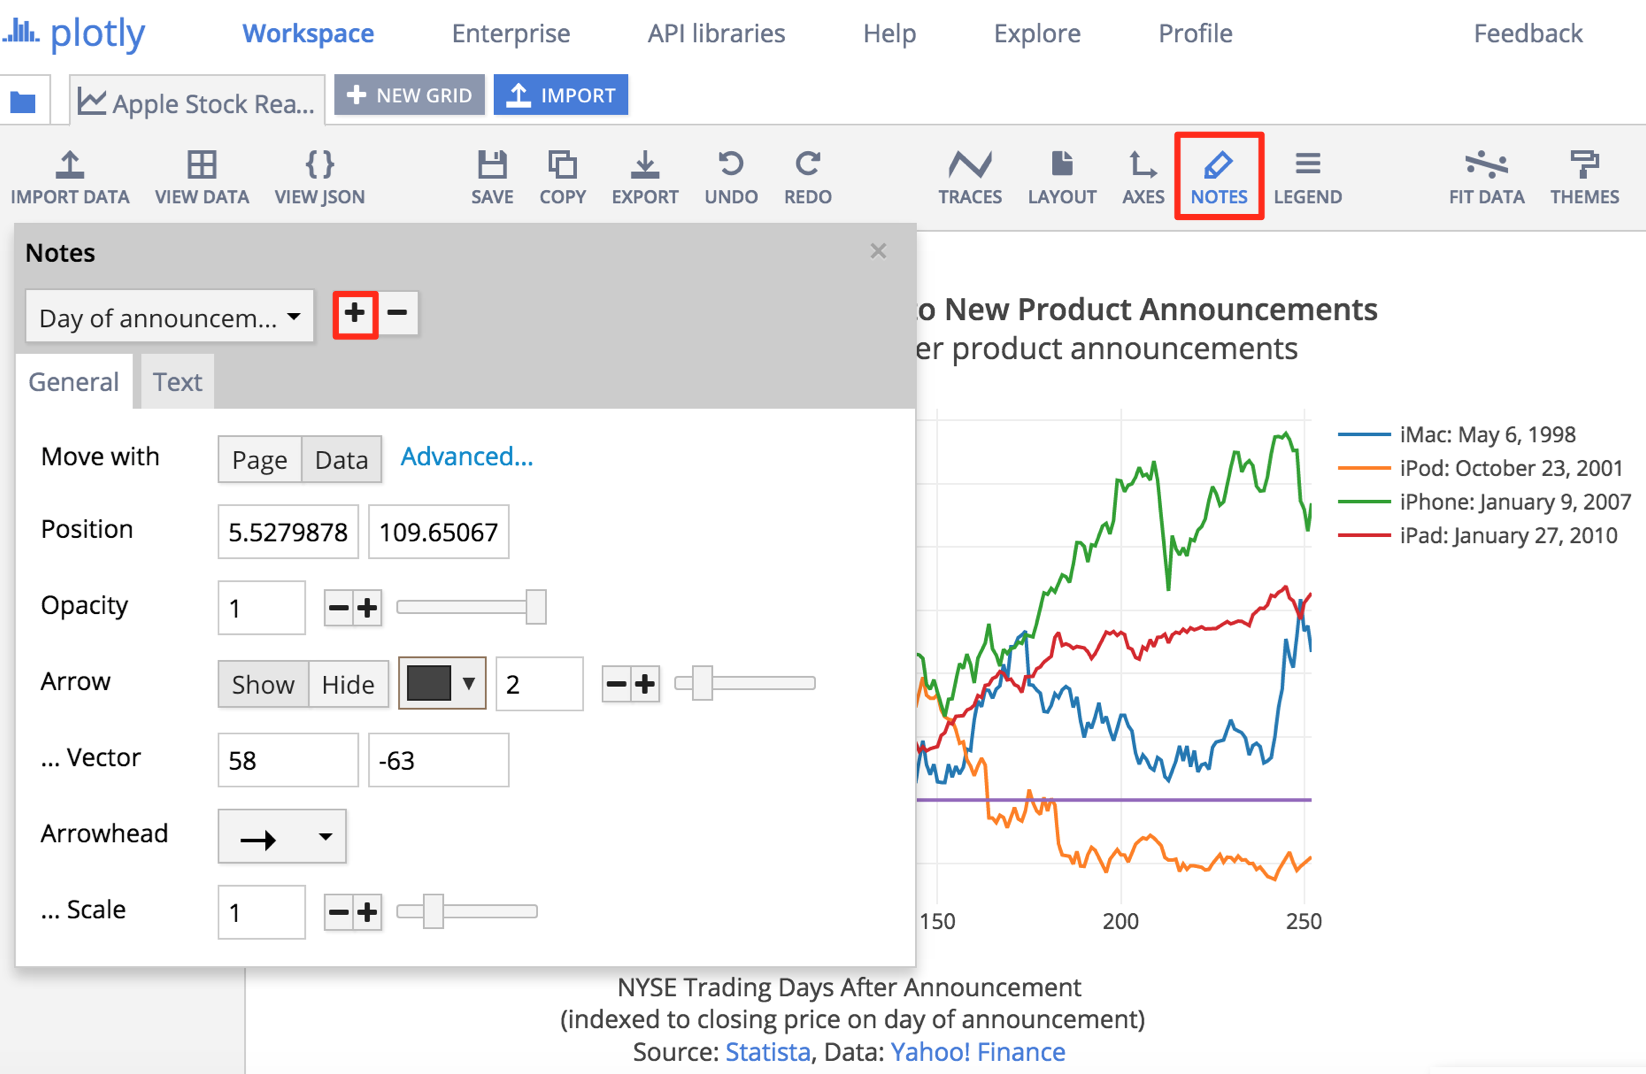 plotly Workspace Enterprise API libraries Help Explore Profile Feedback
Apple Stock Rea... NEW GRID IMPORT
IMPORT DATA VIEW DATA VIEW JSON SAVE COPY EXPORT UNDO REDO TRACES LAYOUT AXES NOTES LEGEND FIT DATA THEMES
Notes
Day of announcem...
General Text
Move with Page Data Advanced...
Position 5.5279878 109.65067
Opacity 1
Arrow Show Hide 2
... Vector 58 -63
Arrowhead
... Scale 1
to New Product Announcements
er product announcements
iMac: May 6, 1998
iPod: October 23, 2001
iPhone: January 9, 2007
iPad: January 27, 2010
150 200 250
NYSE Trading Days After Announcement
(indexed to closing price on day of announcement)
Source: Statista, Data: Yahoo! Finance